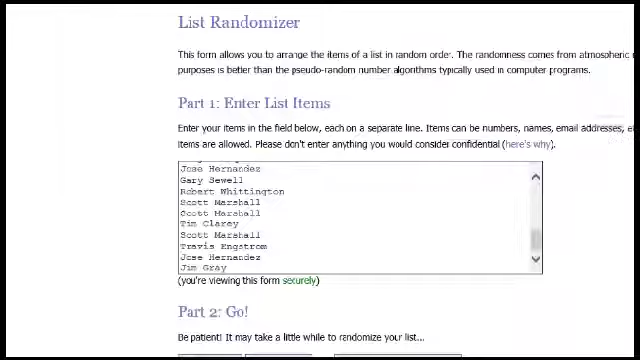 List Randomizer
This form allows you to arrange the items of a list in random order. The randomness comes from atmospheric
purposes is better than the pseudo-random number algorithms typically used in computer programs.
Part 1: Enter List Items
Enter your items in the field below, each on a separate line. Items can be numbers, names, email addresses,
items are allowed. Please don't enter anything you would consider confidential (here's why).
Jose Hernandez
Gary Sewell
Robert Whittington
Scott Marshall
Scott Marshall
Tim Clarey
Scott Marshall
Travis Engstrom
Jose Hernandez
Jim Gray
(you're viewing this form securely)
Part 2: Go!
Be patient! It may take a little while to randomize your list...